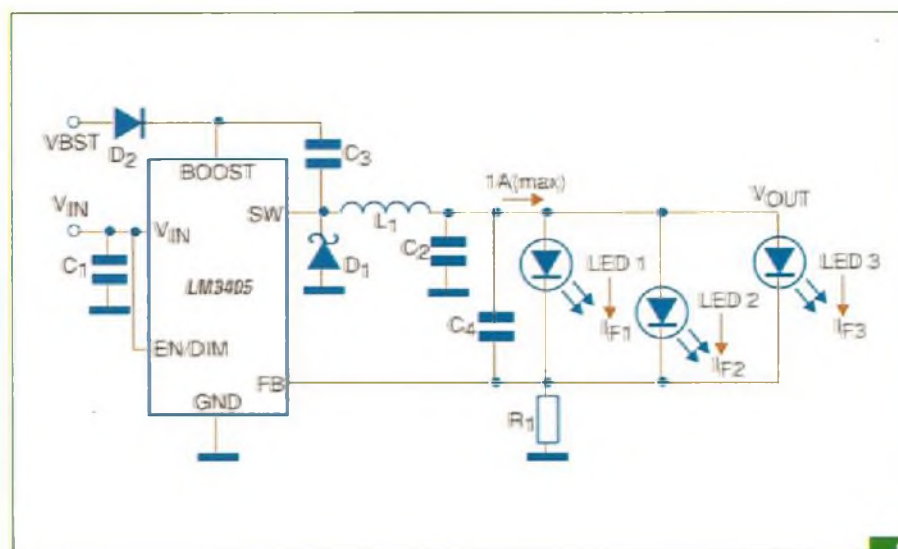 VBST
D2
BOOST
C3
1A(max)
VOUT
VIN
VIN
SW
L1
C1
C2
D1
LED 1
LED 3
LM3405
LED 2
C4
IF1
IF3
EN/DIM
IF2
FB
GND
R1